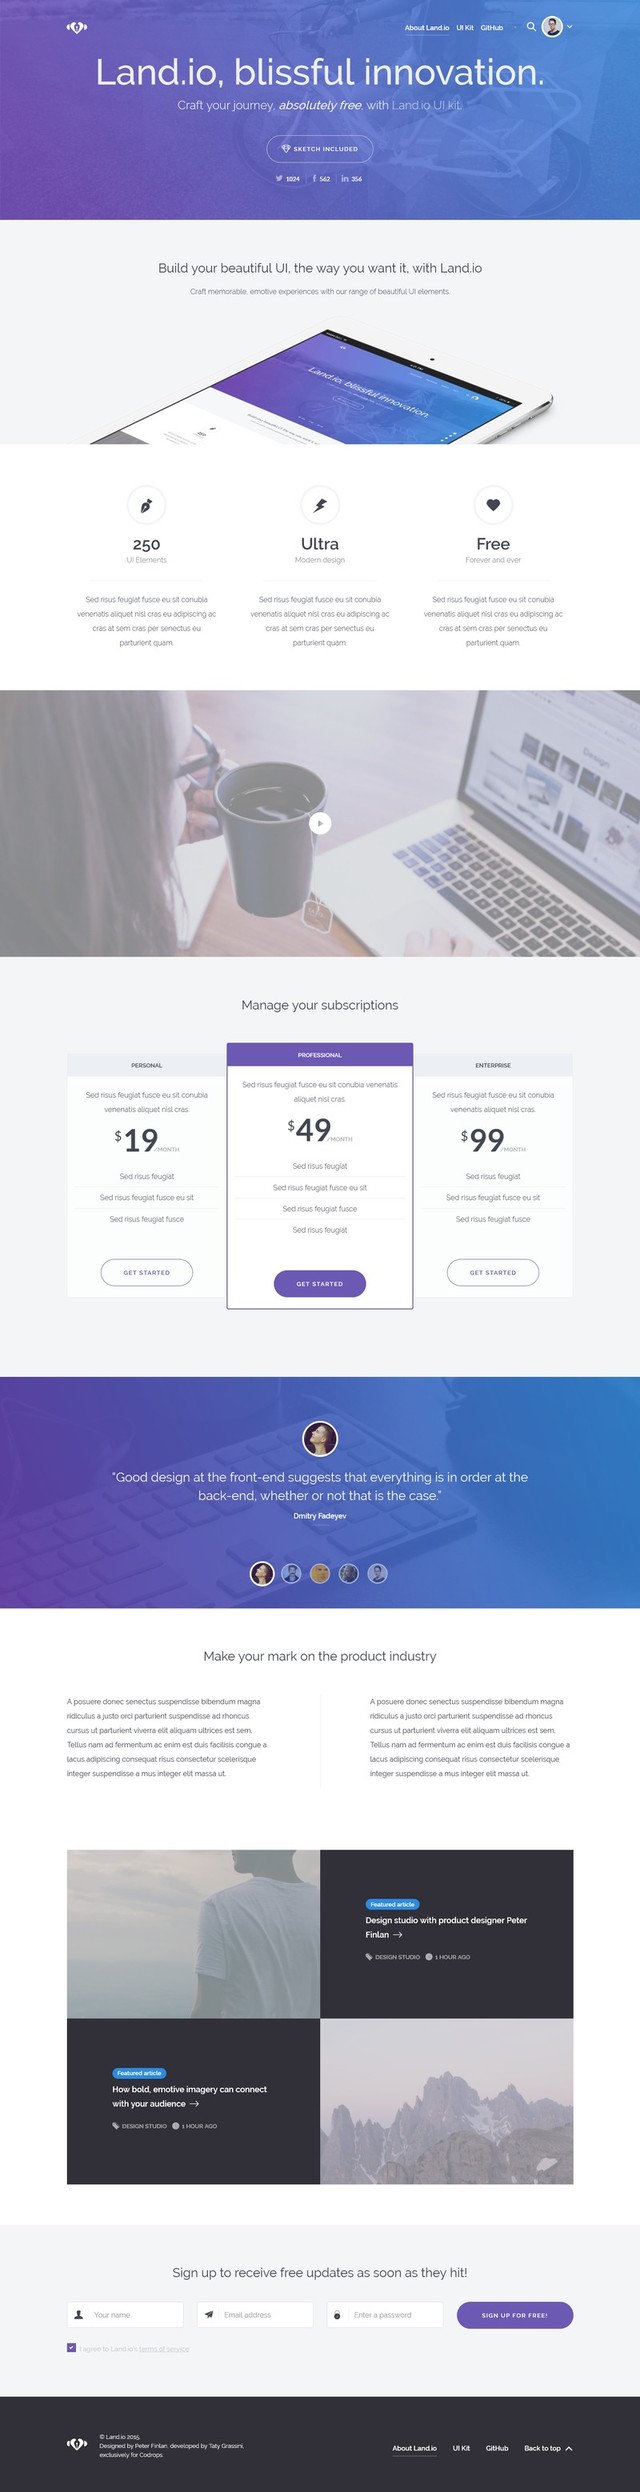 About Land.io UI Kit GitHub
Land.io, blissful innovation.
Craft your journey, absolutely free, with Land.io UI kit.
SKETCH INCLUDED
1024 562 356
Build your beautiful UI, the way you want it, with Land.io
Craft memorable, emotive experiences with our range of beautiful UI elements.
Land.io, blissful innovation.
250
UI Elements
Sed risus feugiat fusce eu sit conubia
venenatis aliquet nisl cras eu adipiscing ac
cras at sem cras per senectus eu
parturient quam.
Ultra
Modern design
Sed risus feugiat fusce eu sit conubia
venenatis aliquet nisl cras eu adipiscing ac
cras at sem cras per senectus eu
parturient quam.
Free
Forever and ever
Sed risus feugiat fusce eu sit conubia
venenatis aliquet nisl cras eu adipiscing ac
cras at sem cras per senectus eu
parturient quam.
Design
Manage your subscriptions
PERSONAL
Sed risus feugiat fusce eu sit conubia
venenatis aliquet nisl cras.
$19/MONTH
Sed risus feugiat
Sed risus feugiat fusce eu sit
Sed risus feugiat fusce
GET STARTED
PROFESSIONAL
Sed risus feugiat fusce eu sit conubia venenatis
aliquet nisl cras.
$49/MONTH
Sed risus feugiat
Sed risus feugiat fusce eu sit
Sed risus feugiat fusce
Sed risus feugiat
GET STARTED
ENTERPRISE
Sed risus feugiat fusce eu sit conubia
venenatis aliquet nisl cras.
$99/MONTH
Sed risus feugiat
Sed risus feugiat fusce eu sit
Sed risus feugiat fusce
GET STARTED
“Good design at the front-end suggests that everything is in order at the
back-end, whether or not that is the case.”
Dmitry Fadeyev
Make your mark on the product industry
A posuere donec senectus suspendisse bibendum magna
ridiculus a justo orci parturient suspendisse ad rhoncus
cursus ut parturient viverra elit aliquam ultrices est sem.
Tellus nam ad fermentum ac enim est duis facilisis congue a
lacus adipiscing consequat risus consectetur scelerisque
integer suspendisse a mus integer elit massa ut.
A posuere donec senectus suspendisse bibendum magna
ridiculus a justo orci parturient suspendisse ad rhoncus
cursus ut parturient viverra elit aliquam ultrices est sem.
Tellus nam ad fermentum ac enim est duis facilisis congue a
lacus adipiscing consequat risus consectetur scelerisque
integer suspendisse a mus integer elit massa ut.
Featured article
Design studio with product designer Peter
Finlan →
DESIGN STUDIO 1 HOUR AGO
Featured article
How bold, emotive imagery can connect
with your audience →
DESIGN STUDIO 1 HOUR AGO
Sign up to receive free updates as soon as they hit!
Your name
Email address
Enter a password
SIGN UP FOR FREE!
I agree to Land.io's terms of service
© Land.io 2015.
Designed by Peter Finlan, developed by Taty Grassini,
exclusively for Codrops.
About Land.io UI Kit GitHub Back to top